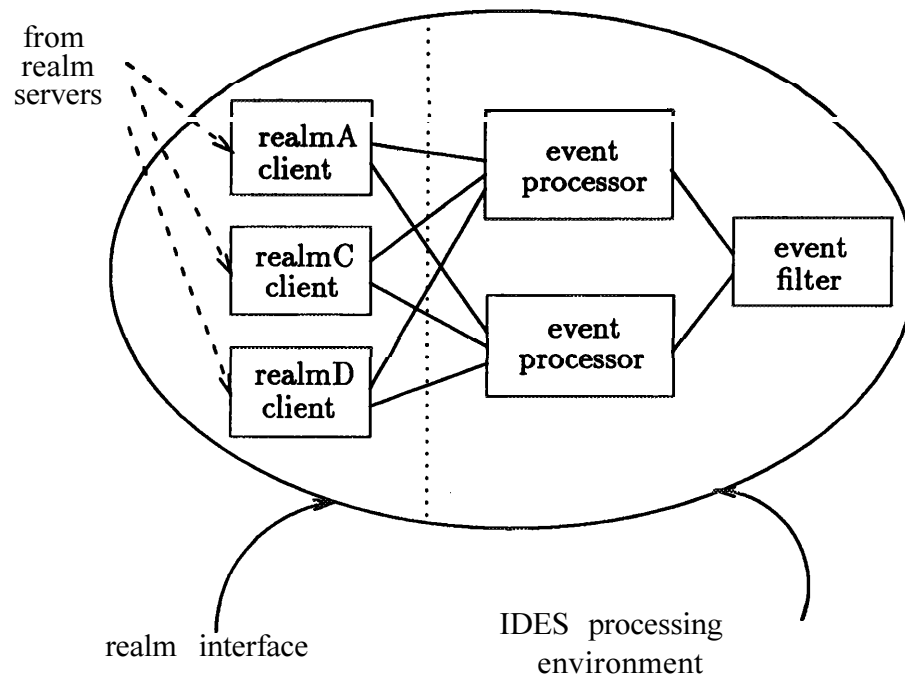 from
realm
servers
realmA
client
realmC
client
realmD
client
event
processor
event
processor
event
filter
realm interface
IDES processing
environment